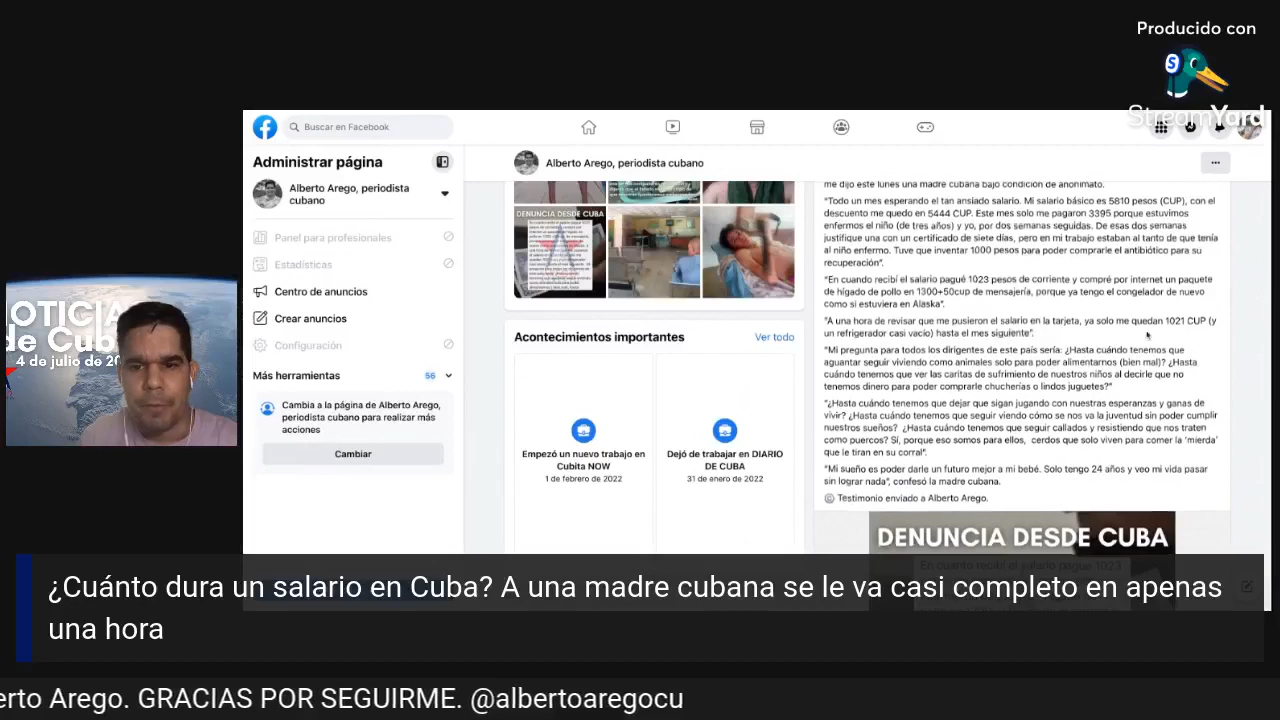 Producido con
StreamYard
Buscar en Facebook
Administrar página
Alberto Arego, periodista
cubano
Panel para profesionales
Estadísticas
Centro de anuncios
Crear anuncios
Configuración
Más herramientas
56
Cambia a la página de Alberto Arego,
periodista cubano para realizar más
acciones
Cambiar
Alberto Arego, periodista cubano
DENUNCIA DESDE CUBA
Acontecimientos importantes
Ver todo
Empezó un nuevo trabajo en
Cubita NOW
1 de febrero de 2022
Dejó de trabajar en DIARIO
DE CUBA
31 de enero de 2022
me dijo este lunes una madre cubana bajo condición de anonimato.
"Todo un mes esperando el tan ansiado salario. Mi salario básico es 5810 pesos (CUP), con el
descuento me quedo en 5444 CUP. Este mes solo me pagaron 3395 porque estuvimos
enfermos el niño (de tres años) y yo, por dos semanas seguidas. De esas dos semanas
justifique una con un certificado de siete días, pero en mi trabajo estaban al tanto de que tenía
al niño enfermo. Tuve que inventar 1000 pesos para poder comprarle el antibiótico para su
recuperación".
"En cuando recibí el salario pagué 1023 pesos de corriente y compré por internet un paquete
de hígado de pollo en 1300+50cup de mensajería, porque ya tengo el congelador de nuevo
como si estuviera en Alaska".
"A una hora de revisar que me pusieron el salario en la tarjeta, ya solo me quedan 1021 CUP (y
un refrigerador casi vacío) hasta el mes siguiente".
"Mi pregunta para todos los dirigentes de este país sería: ¿Hasta cuándo tenemos que
aguantar seguir viviendo como animales solo para poder alimentarnos (bien mal)? ¿Hasta
cuándo tenemos que ver las caritas de sufrimiento de nuestros niños al decirle que no
tenemos dinero para poder comprarle chucherías o lindos juguetes?"
"¿Hasta cuándo tenemos que dejar que sigan jugando con nuestras esperanzas y ganas de
vivir? ¿Hasta cuándo tenemos que seguir viendo cómo se nos va la juventud sin poder cumplir
nuestros sueños? ¿Hasta cuándo tenemos que seguir callados y resistiendo que nos traten
como puercos? Sí, porque eso somos para ellos, cerdos que solo viven para comer la 'mierda'
que le tiran en su corral".
"Mi sueño es poder darle un futuro mejor a mi bebé. Solo tengo 24 años y veo mi vida pasar
sin lograr nada", confesó la madre cubana.
Testimonio enviado a Alberto Arego.
DENUNCIA DESDE CUBA
En cuanto recibí el salario pagué 1023
OTICIA
de Cub
4 de julio de 20
¿Cuánto dura un salario en Cuba? A una madre cubana se le va casi completo en apenas
una hora
erto Arego. GRACIAS POR SEGUIRME. @albertoaregocu